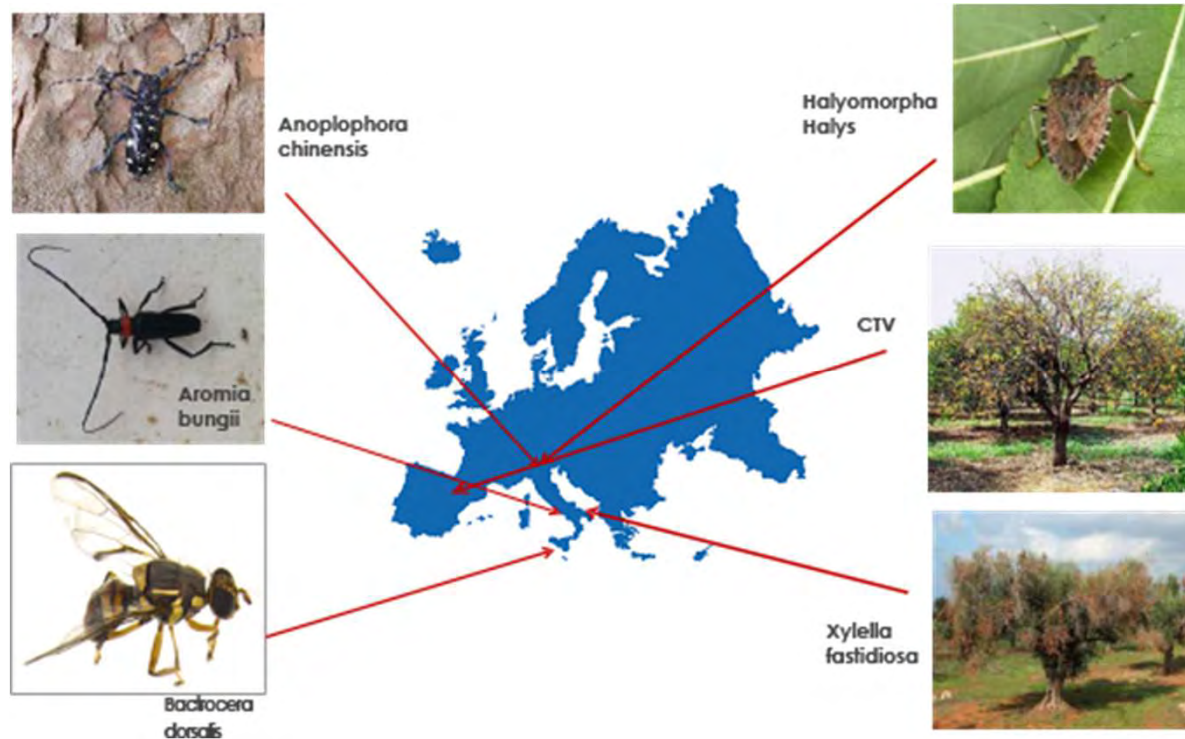 Anoplophora
chinensis
Halyomorpha
Halys
CTV
Aromia
bungii
Xylella
fastidiosa
Bactrocera
dorsalis